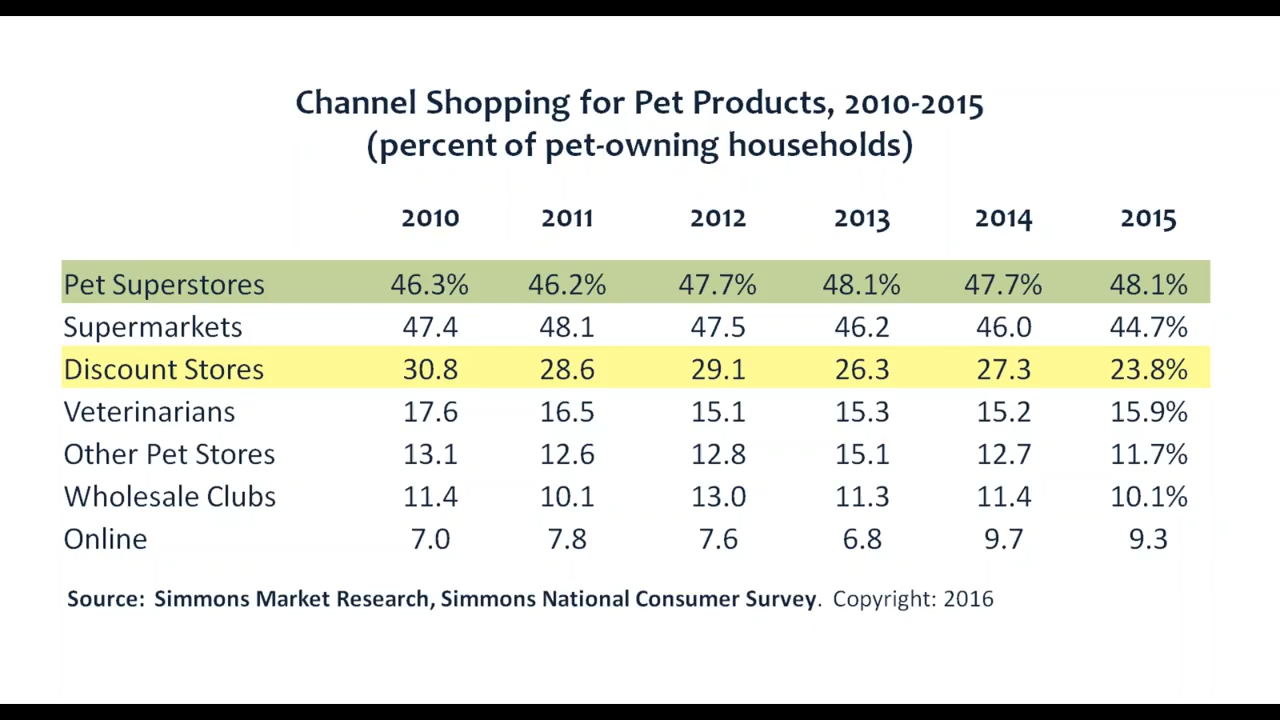 Channel Shopping for Pet Products, 2010-2015
(percent of pet-owning households)
2010 2011 2012 2013 2014 2015
Pet Superstores 46.3% 46.2% 47.7% 48.1% 47.7% 48.1%
Supermarkets 47.4 48.1 47.5 46.2 46.0 44.7%
Discount Stores 30.8 28.6 29.1 26.3 27.3 23.8%
Veterinarians 17.6 16.5 15.1 15.3 15.2 15.9%
Other Pet Stores 13.1 12.6 12.8 15.1 12.7 11.7%
Wholesale Clubs 11.4 10.1 13.0 11.3 11.4 10.1%
Online 7.0 7.8 7.6 6.8 9.7 9.3
Source: Simmons Market Research, Simmons National Consumer Survey. Copyright: 2016